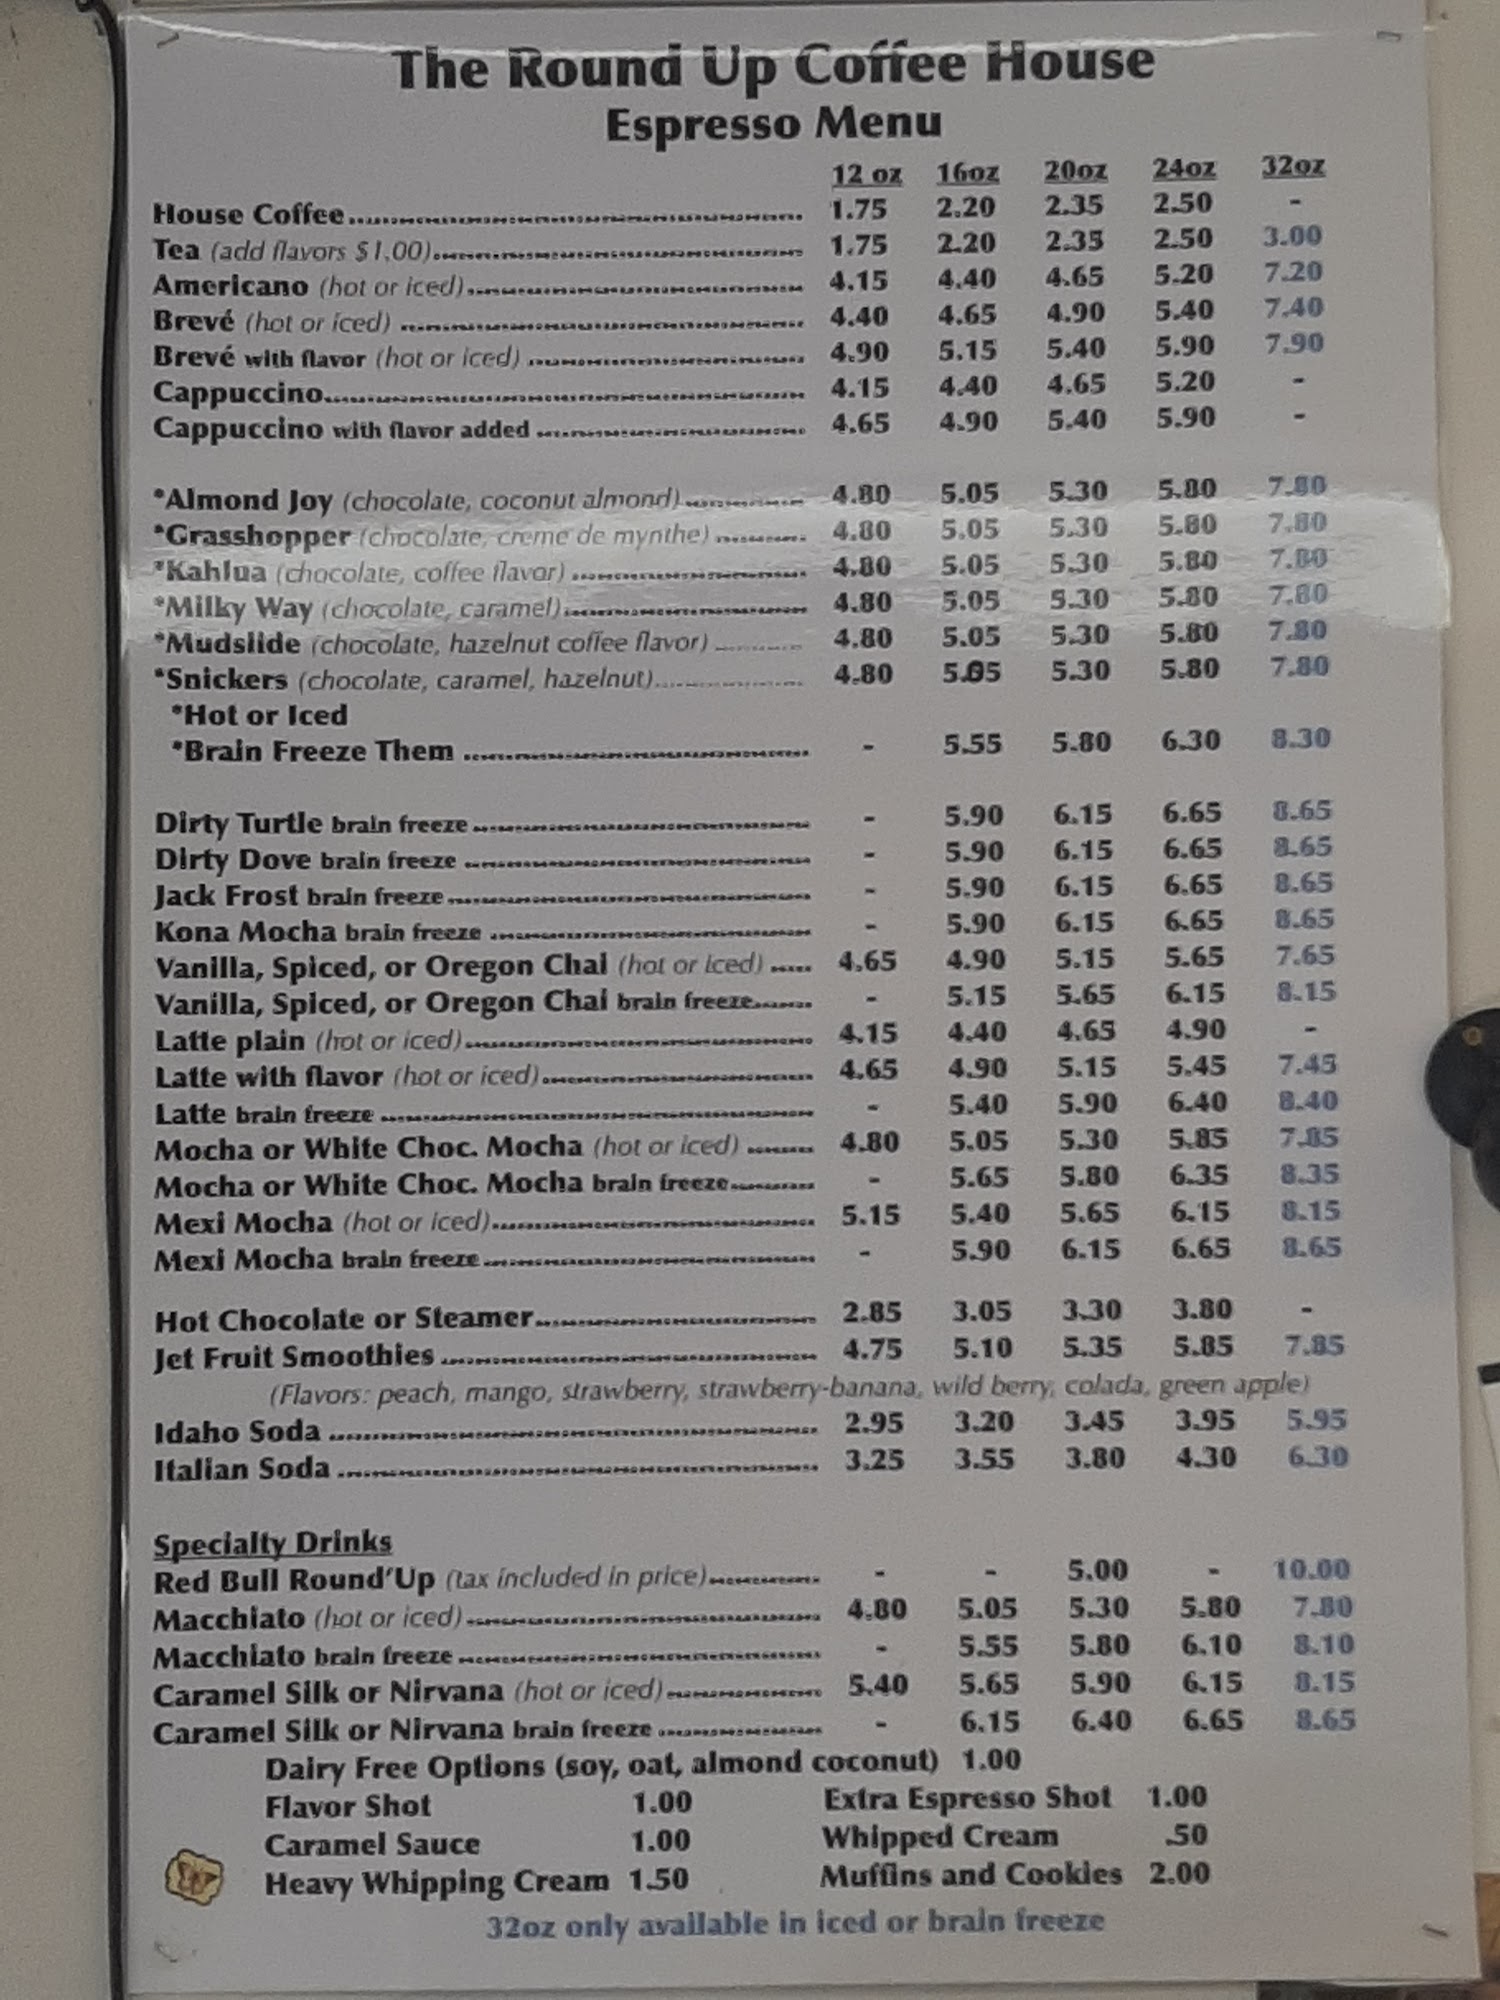 The Round Up Coffee House
Espresso Menu
12 oz 16oz 20oz 24oz 32oz
House Coffee 1.75 2.20 2.35 2.50 -
Tea (add flavors $1.00) 1.75 2.20 2.35 2.50 3.00
Americano (hot or iced) 4.15 4.40 4.65 5.20 7.20
Brevé (hot or iced) 4.40 4.65 4.90 5.40 7.40
Brevé with flavor (hot or iced) 4.90 5.15 5.40 5.90 7.90
Cappuccino 4.15 4.40 4.65 5.20 -
Cappuccino with flavor added 4.65 4.90 5.40 5.90 -
*Almond Joy (chocolate, coconut almond) 4.80 5.05 5.30 5.80 7.80
*Grasshopper (chocolate, creme de mynthe) 4.80 5.05 5.30 5.80 7.80
*Kahlua (chocolate, coffee flavor) 4.80 5.05 5.30 5.80 7.80
*Milky Way (chocolate, caramel) 4.80 5.05 5.30 5.80 7.80
*Mudslide (chocolate, hazelnut coffee flavor) 4.80 5.05 5.30 5.80 7.80
*Snickers (chocolate, caramel, hazelnut) 4.80 5.05 5.30 5.80 7.80
*Hot or Iced
*Brain Freeze Them - 5.55 5.80 6.30 8.30
Dirty Turtle brain freeze - 5.90 6.15 6.65 8.65
Dirty Dove brain freeze - 5.90 6.15 6.65 8.65
Jack Frost brain freeze - 5.90 6.15 6.65 8.65
Kona Mocha brain freeze - 5.90 6.15 6.65 8.65
Vanilla, Spiced, or Oregon Chai (hot or iced) 4.65 4.90 5.15 5.65 7.65
Vanilla, Spiced, or Oregon Chai brain freeze - 5.15 5.65 6.15 8.15
Latte plain (hot or iced) 4.15 4.40 4.65 4.90 -
Latte with flavor (hot or iced) 4.65 4.90 5.15 5.45 7.45
Latte brain freeze - 5.40 5.90 6.40 8.40
Mocha or White Choc. Mocha (hot or iced) 4.80 5.05 5.30 5.85 7.85
Mocha or White Choc. Mocha brain freeze - 5.65 5.80 6.35 8.35
Mexi Mocha (hot or iced) 5.15 5.40 5.65 6.15 8.15
Mexi Mocha brain freeze - 5.90 6.15 6.65 8.65
Hot Chocolate or Steamer 2.85 3.05 3.30 3.80 -
Jet Fruit Smoothies 4.75 5.10 5.35 5.85 7.85
(Flavors: peach, mango, strawberry, strawberry-banana, wild berry, colada, green apple)
Idaho Soda 2.95 3.20 3.45 3.95 5.95
Italian Soda 3.25 3.55 3.80 4.30 6.30
Specialty Drinks
Red Bull Round'Up (tax included in price) - - 5.00 - 10.00
Macchiato (hot or iced) 4.80 5.05 5.30 5.80 7.80
Macchiato brain freeze - 5.55 5.80 6.10 8.10
Caramel Silk or Nirvana (hot or iced) 5.40 5.65 5.90 6.15 8.15
Caramel Silk or Nirvana brain freeze - 6.15 6.40 6.65 8.65
Dairy Free Options (soy, oat, almond coconut) 1.00
Flavor Shot 1.00 Extra Espresso Shot 1.00
Caramel Sauce 1.00 Whipped Cream .50
Heavy Whipping Cream 1.50 Muffins and Cookies 2.00
32oz only available in iced or brain freeze